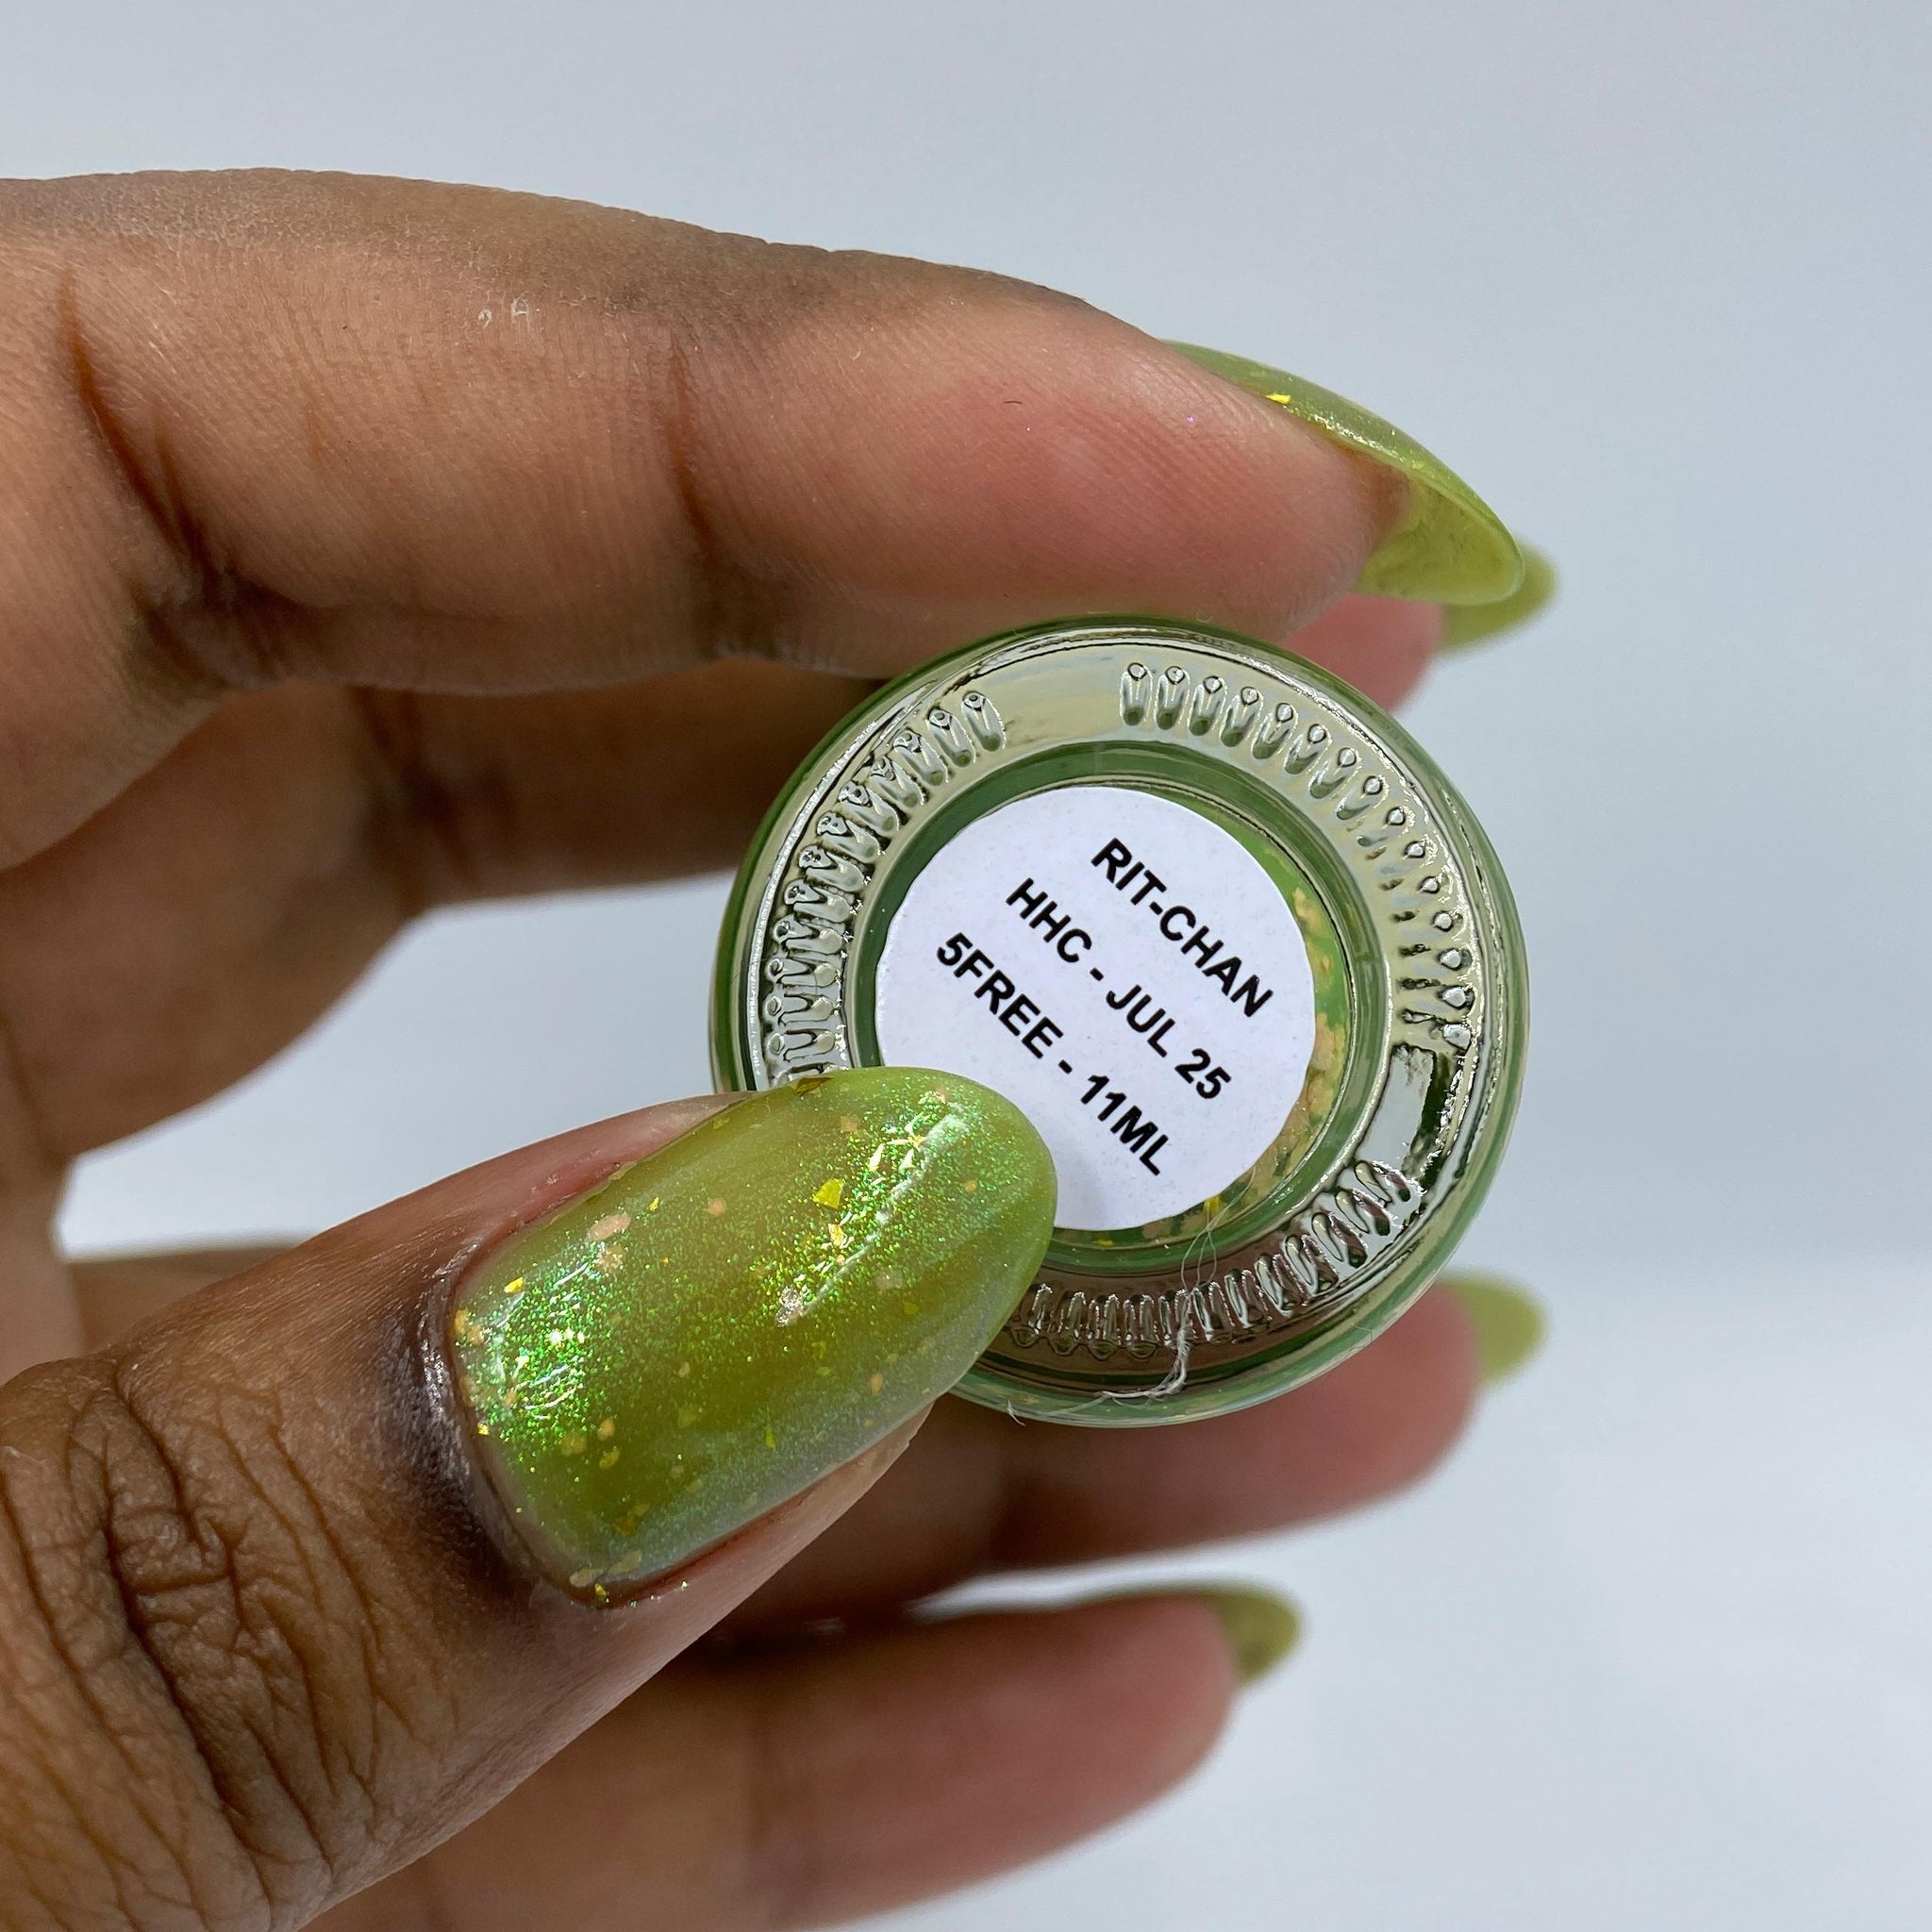 RIT-CHAN
HHC - JUL 25
5FREE - 11ML